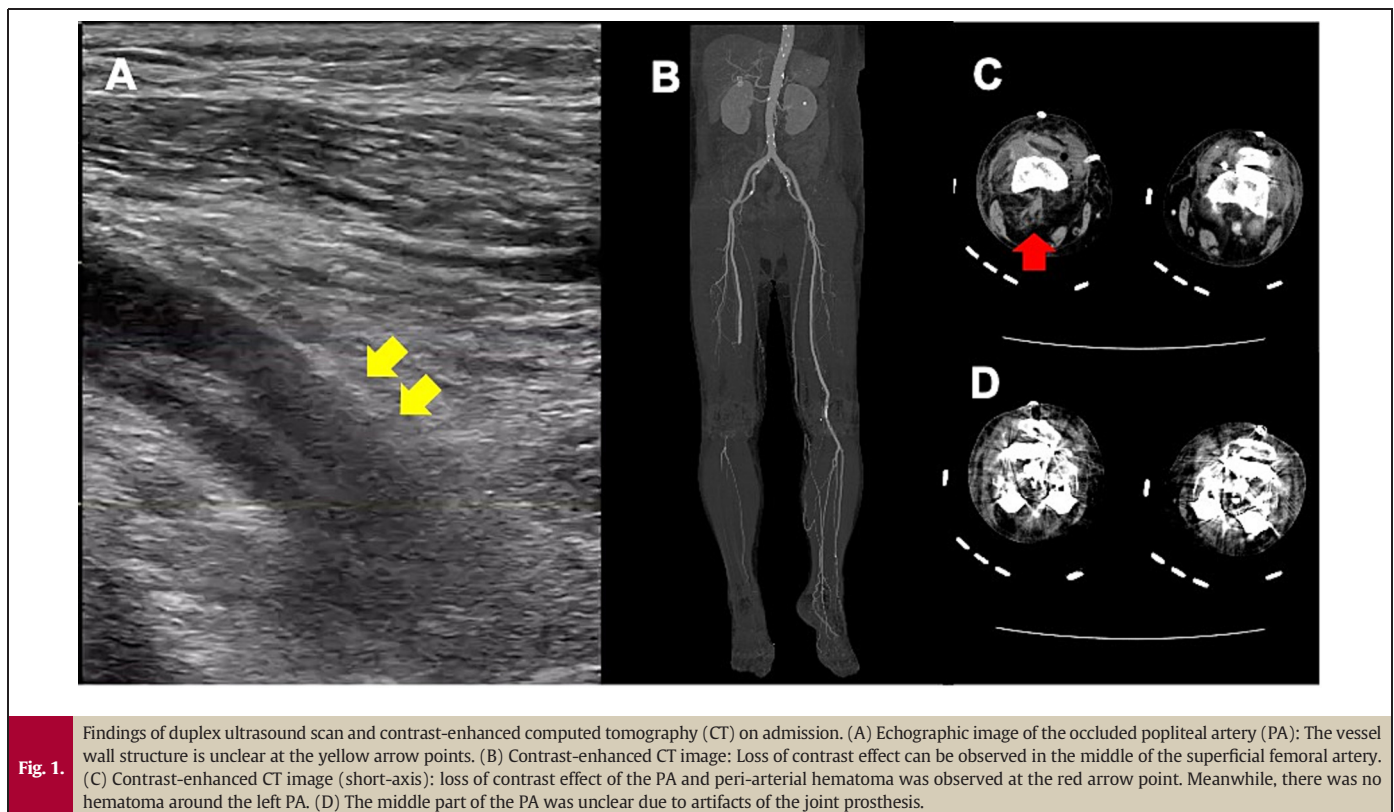 A
B
C
D
Fig. 1.
Findings of duplex ultrasound scan and contrast-enhanced computed tomography (CT) on admission. (A) Echographic image of the occluded popliteal artery (PA): The vessel
wall structure is unclear at the yellow arrow points. (B) Contrast-enhanced CT image: Loss of contrast effect can be observed in the middle of the superficial femoral artery.
(C) Contrast-enhanced CT image (short-axis): loss of contrast effect of the PA and peri-arterial hematoma was observed at the red arrow point. Meanwhile, there was no
hematoma around the left PA. (D) The middle part of the PA was unclear due to artifacts of the joint prosthesis.